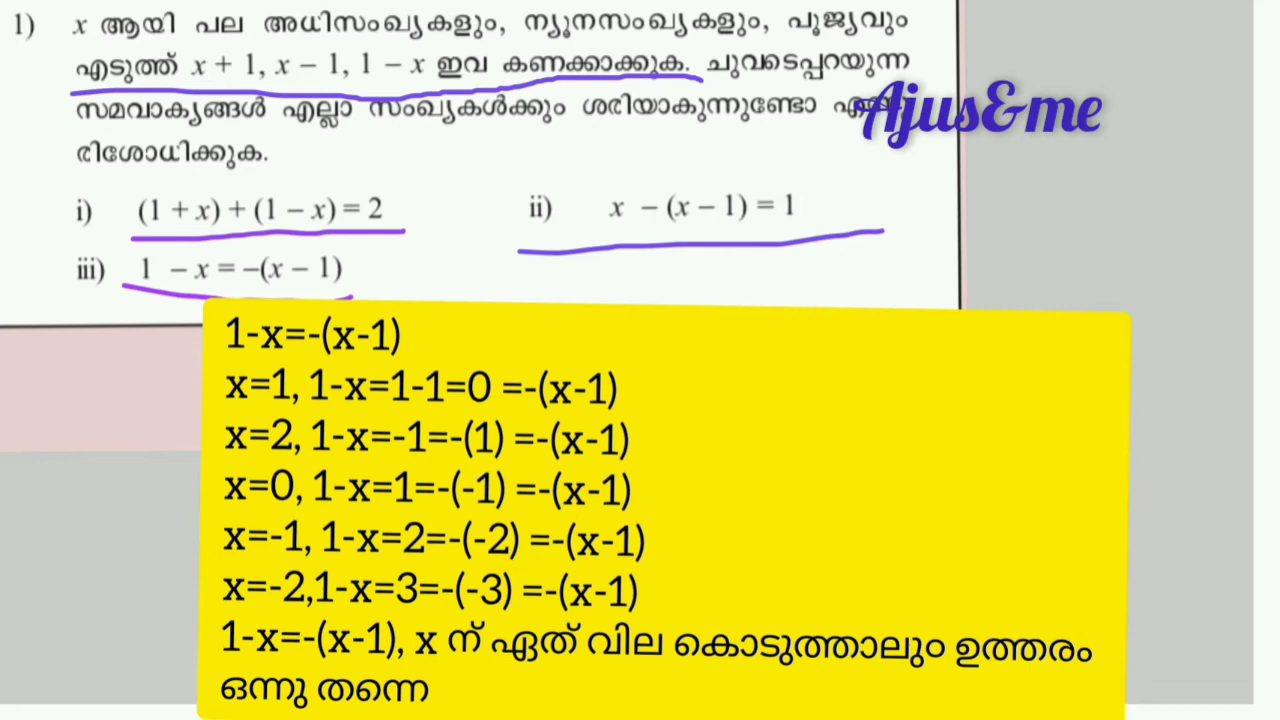 1) x ആയി പല അധിസംഖ്യകളും, ന്യൂനസംഖ്യകളും, പൂജ്യവും
എടുത്ത് x + 1, x − 1, 1 − x ഇവ കണക്കാക്കുക. ചുവടെപ്പറയുന്ന
സമവാക്യങ്ങൾ എല്ലാ സംഖ്യകൾക്കും ശരിയാകുന്നുണ്ടോ
Ajus&me
രിശോധിക്കുക.
i) (1 + x) + (1 − x) = 2 ii) x − (x − 1) = 1
iii) 1 − x = −(x − 1)
1-x=-(x-1)
x=1, 1-x=1-1=0 =-(x-1)
x=2, 1-x=-1=-(1) =-(x-1)
x=0, 1-x=1=-(-1) =-(x-1)
x=-1, 1-x=2=-(-2) =-(x-1)
x=-2,1-x=3=-(-3) =-(x-1)
1-x=-(x-1), x ന് ഏത് വില കൊടുത്താലും ഉത്തരം
ഒന്നു തന്നെ